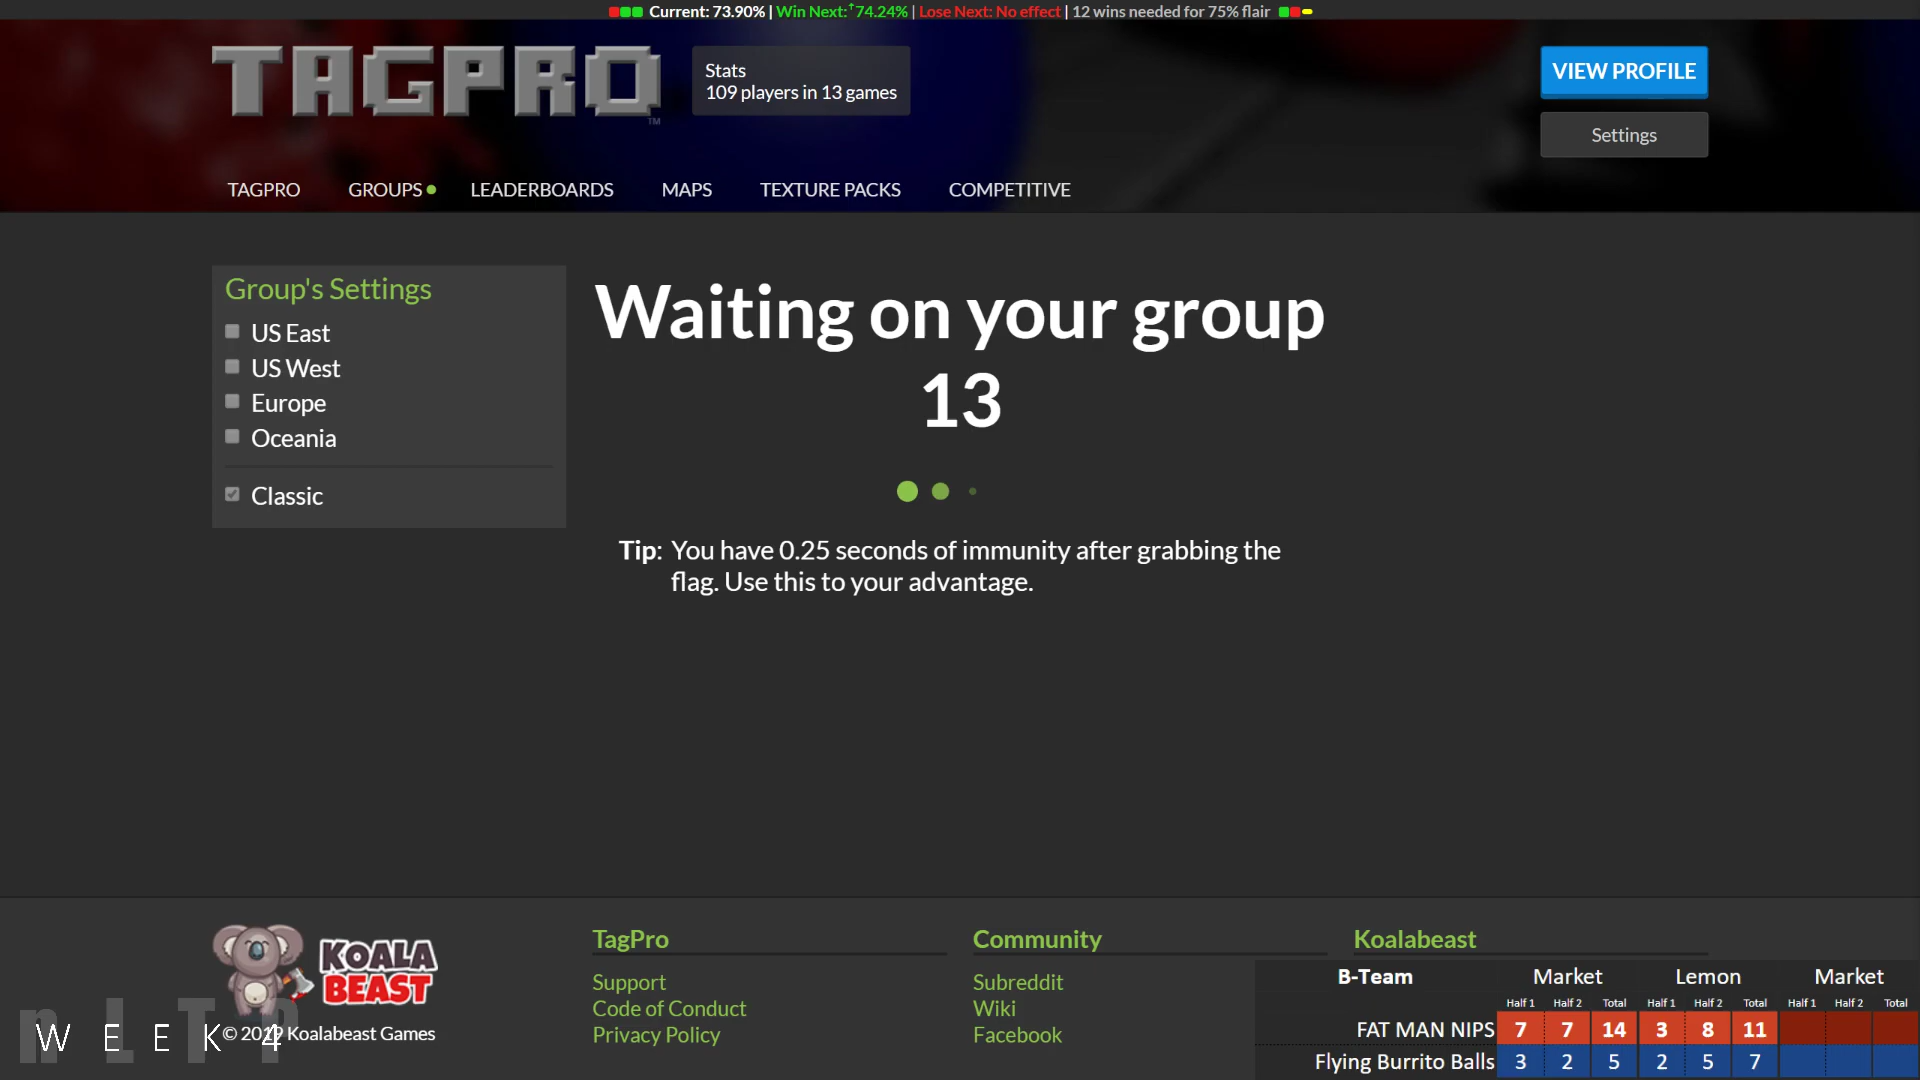 Current: 73.90% | Win Next:↑74.24% | Lose Next: No effect | 12 wins needed for 75% flair
TAGPRO™
Stats
109 players in 13 games
VIEW PROFILE
Settings
TAGPRO GROUPS LEADERBOARDS MAPS TEXTURE PACKS COMPETITIVE
Group's Settings
US East
US West
Europe
Oceania
Classic
Waiting on your group
13
Tip: You have 0.25 seconds of immunity after grabbing the
flag. Use this to your advantage.
KOALA
BEAST
© 2019 Koalabeast Games
nLTP
WEEK 4
TagPro
Support
Code of Conduct
Privacy Policy
Community
Subreddit
Wiki
Facebook
Koalabeast
B-Team Market Lemon Market
Half 1 Half 2 Total Half 1 Half 2 Total Half 1 Half 2 Total
FAT MAN NIPS 7 7 14 3 8 11
Flying Burrito Balls 3 2 5 2 5 7